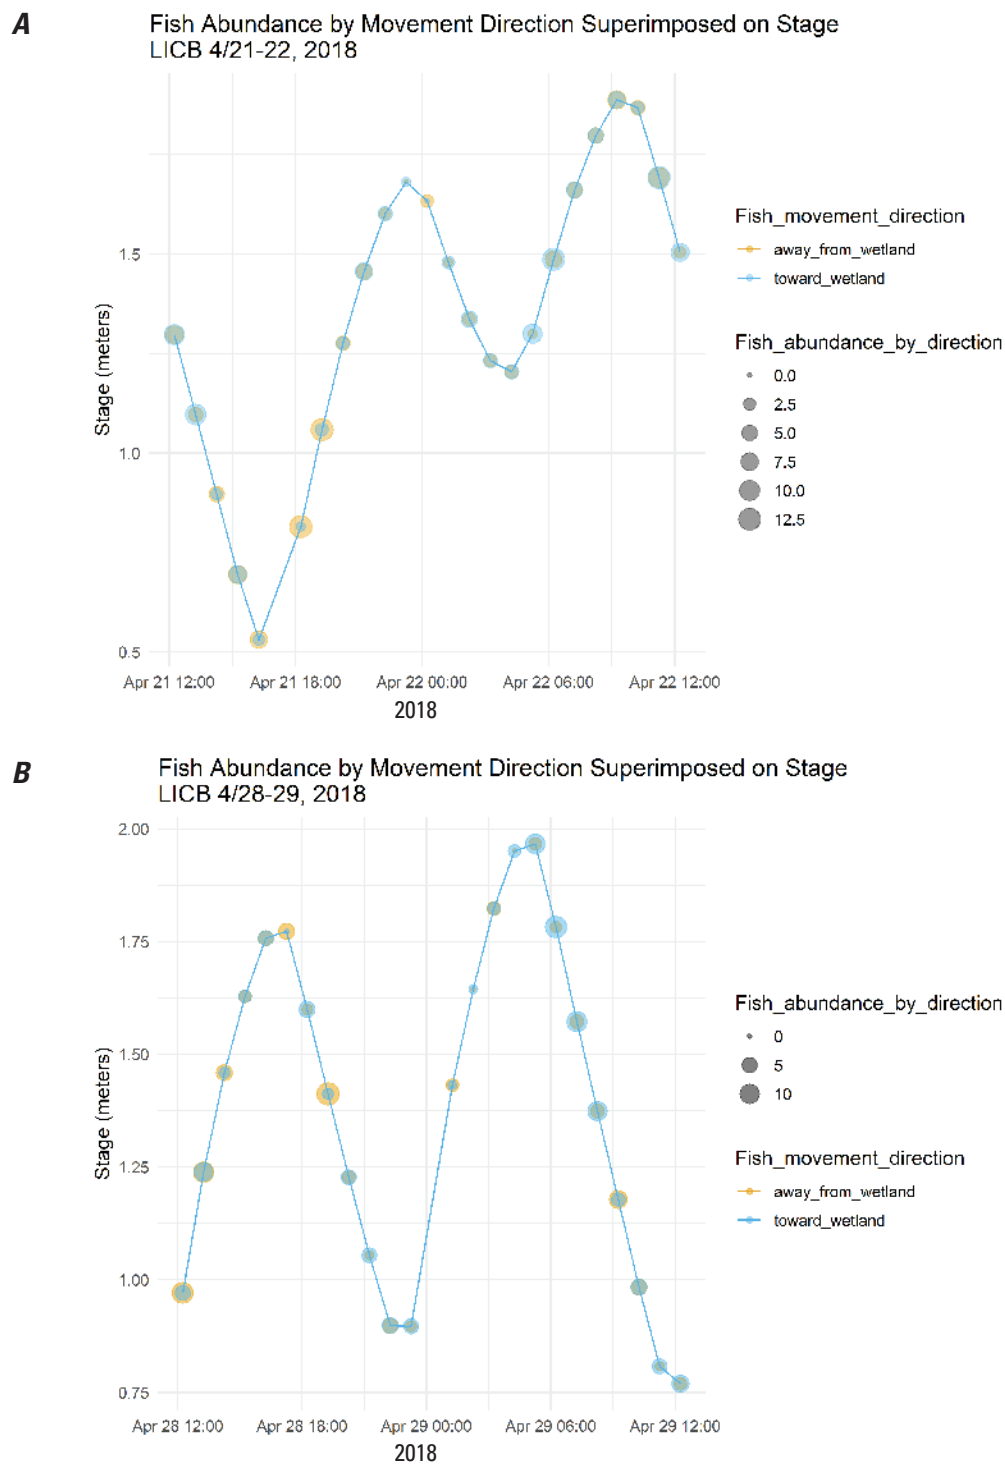 A
Fish Abundance by Movement Direction Superimposed on Stage
LICB 4/21-22, 2018
Stage (meters)
1.5
1.0
0.5
Apr 21 12:00 Apr 21 18:00 Apr 22 00:00 Apr 22 06:00 Apr 22 12:00
2018
Fish_movement_direction
away_from_wetland
toward_wetland
Fish_abundance_by_direction
0.0
2.5
5.0
7.5
10.0
12.5
B
Fish Abundance by Movement Direction Superimposed on Stage
LICB 4/28-29, 2018
Stage (meters)
2.00
1.75
1.50
1.25
1.00
0.75
Apr 28 12:00 Apr 28 18:00 Apr 29 00:00 Apr 29 06:00 Apr 29 12:00
2018
Fish_abundance_by_direction
0
5
10
Fish_movement_direction
away_from_wetland
toward_wetland